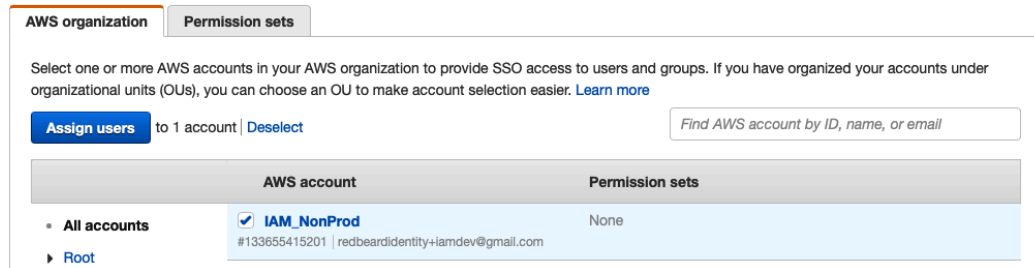 AWS organization Permission sets
Select one or more AWS accounts in your AWS organization to provide SSO access to users and groups. If you have organized your accounts under
organizational units (OUs), you can choose an OU to make account selection easier. Learn more
Assign users to 1 account Deselect Find AWS account by ID, name, or email
AWS account Permission sets
All accounts IAM_NonProd None
#133655415201 redbeardidentity+iamdev@gmail.com
Root